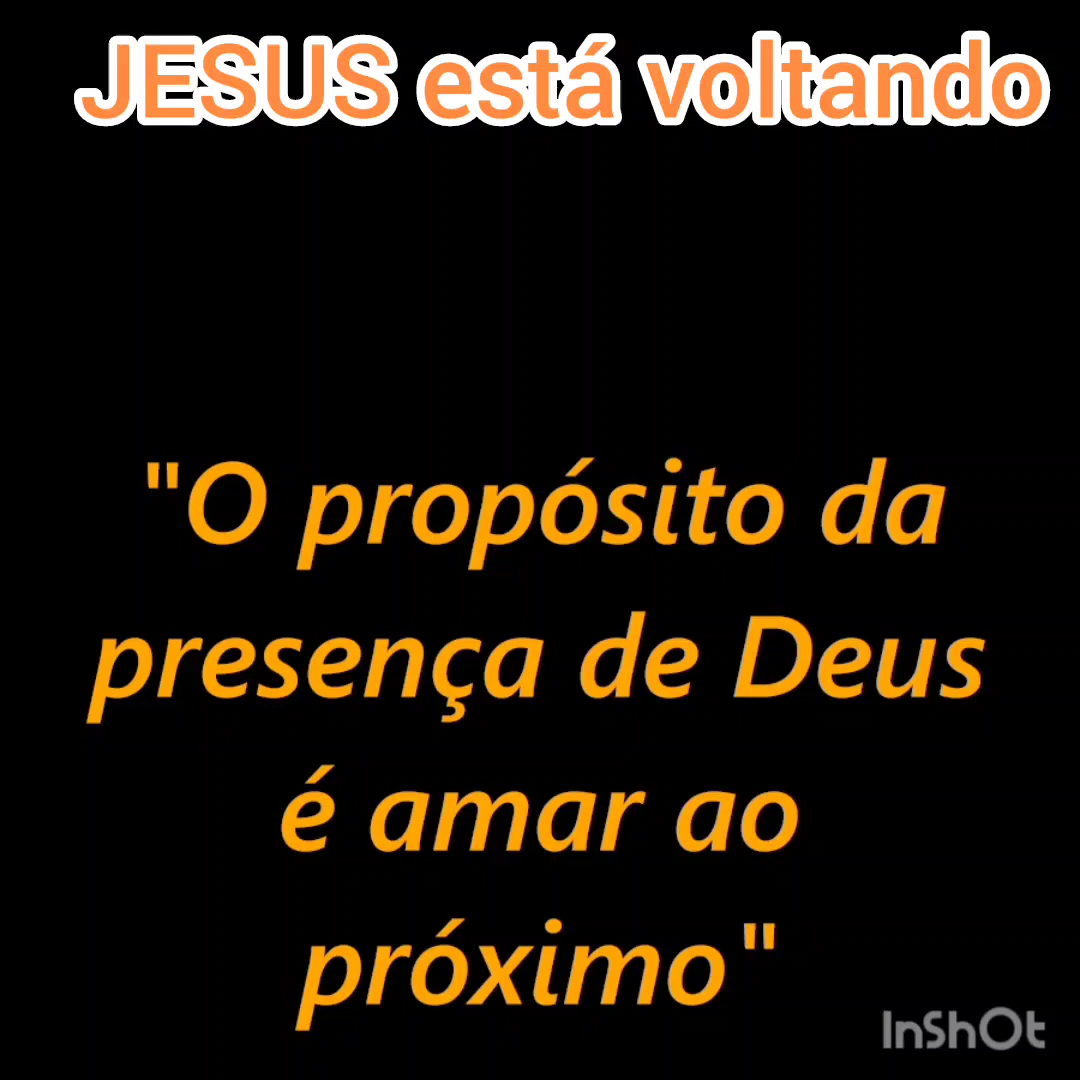 JESUS está voltando
"O propósito da
presença de Deus
é amar ao
próximo"
InShOt